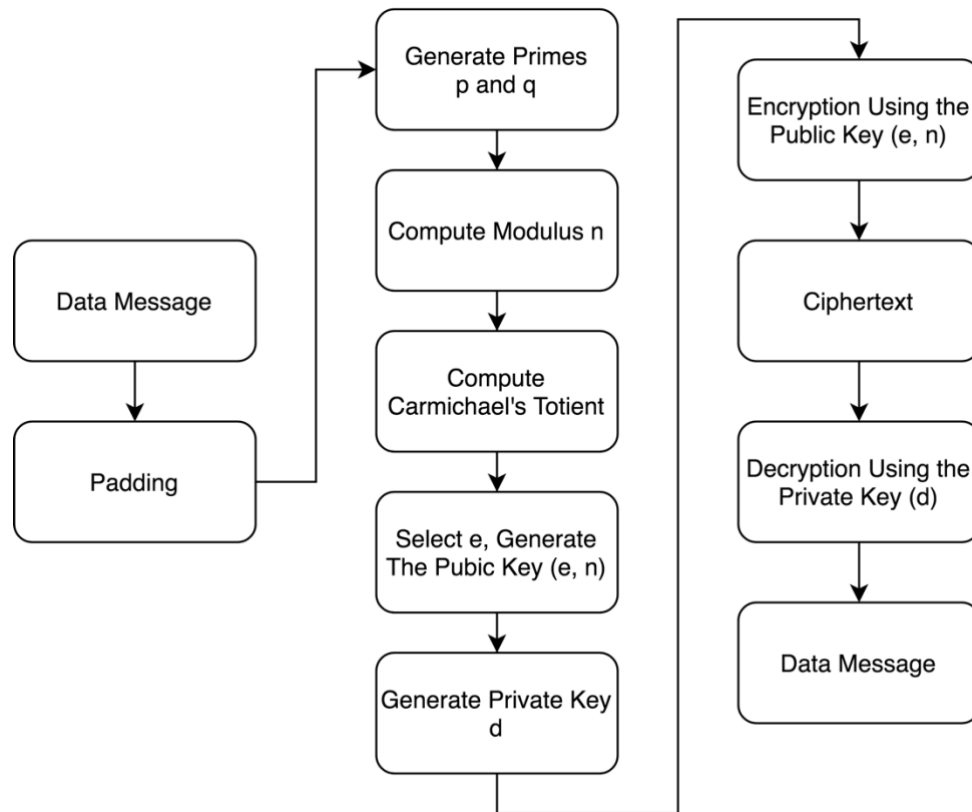 Data Message
Padding
Generate Primes
p and q
Compute Modulus n
Compute
Carmichael's Totient
Select e, Generate
The Pubic Key (e, n)
Generate Private Key
d
Encryption Using the
Public Key (e, n)
Ciphertext
Decryption Using the
Private Key (d)
Data Message